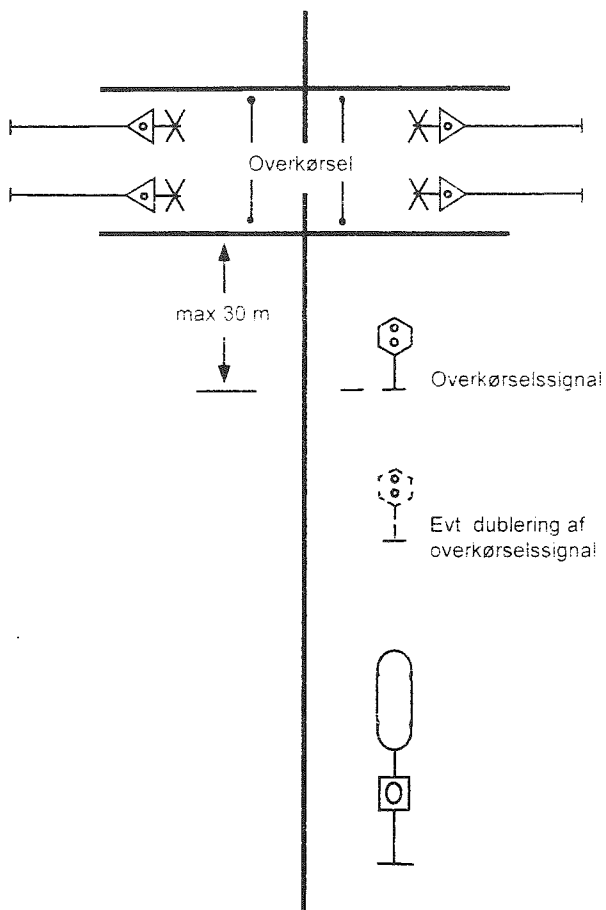 Overkørsel
max 30 m
Overkørselssignal
Evt dublering af
overkørselssignal